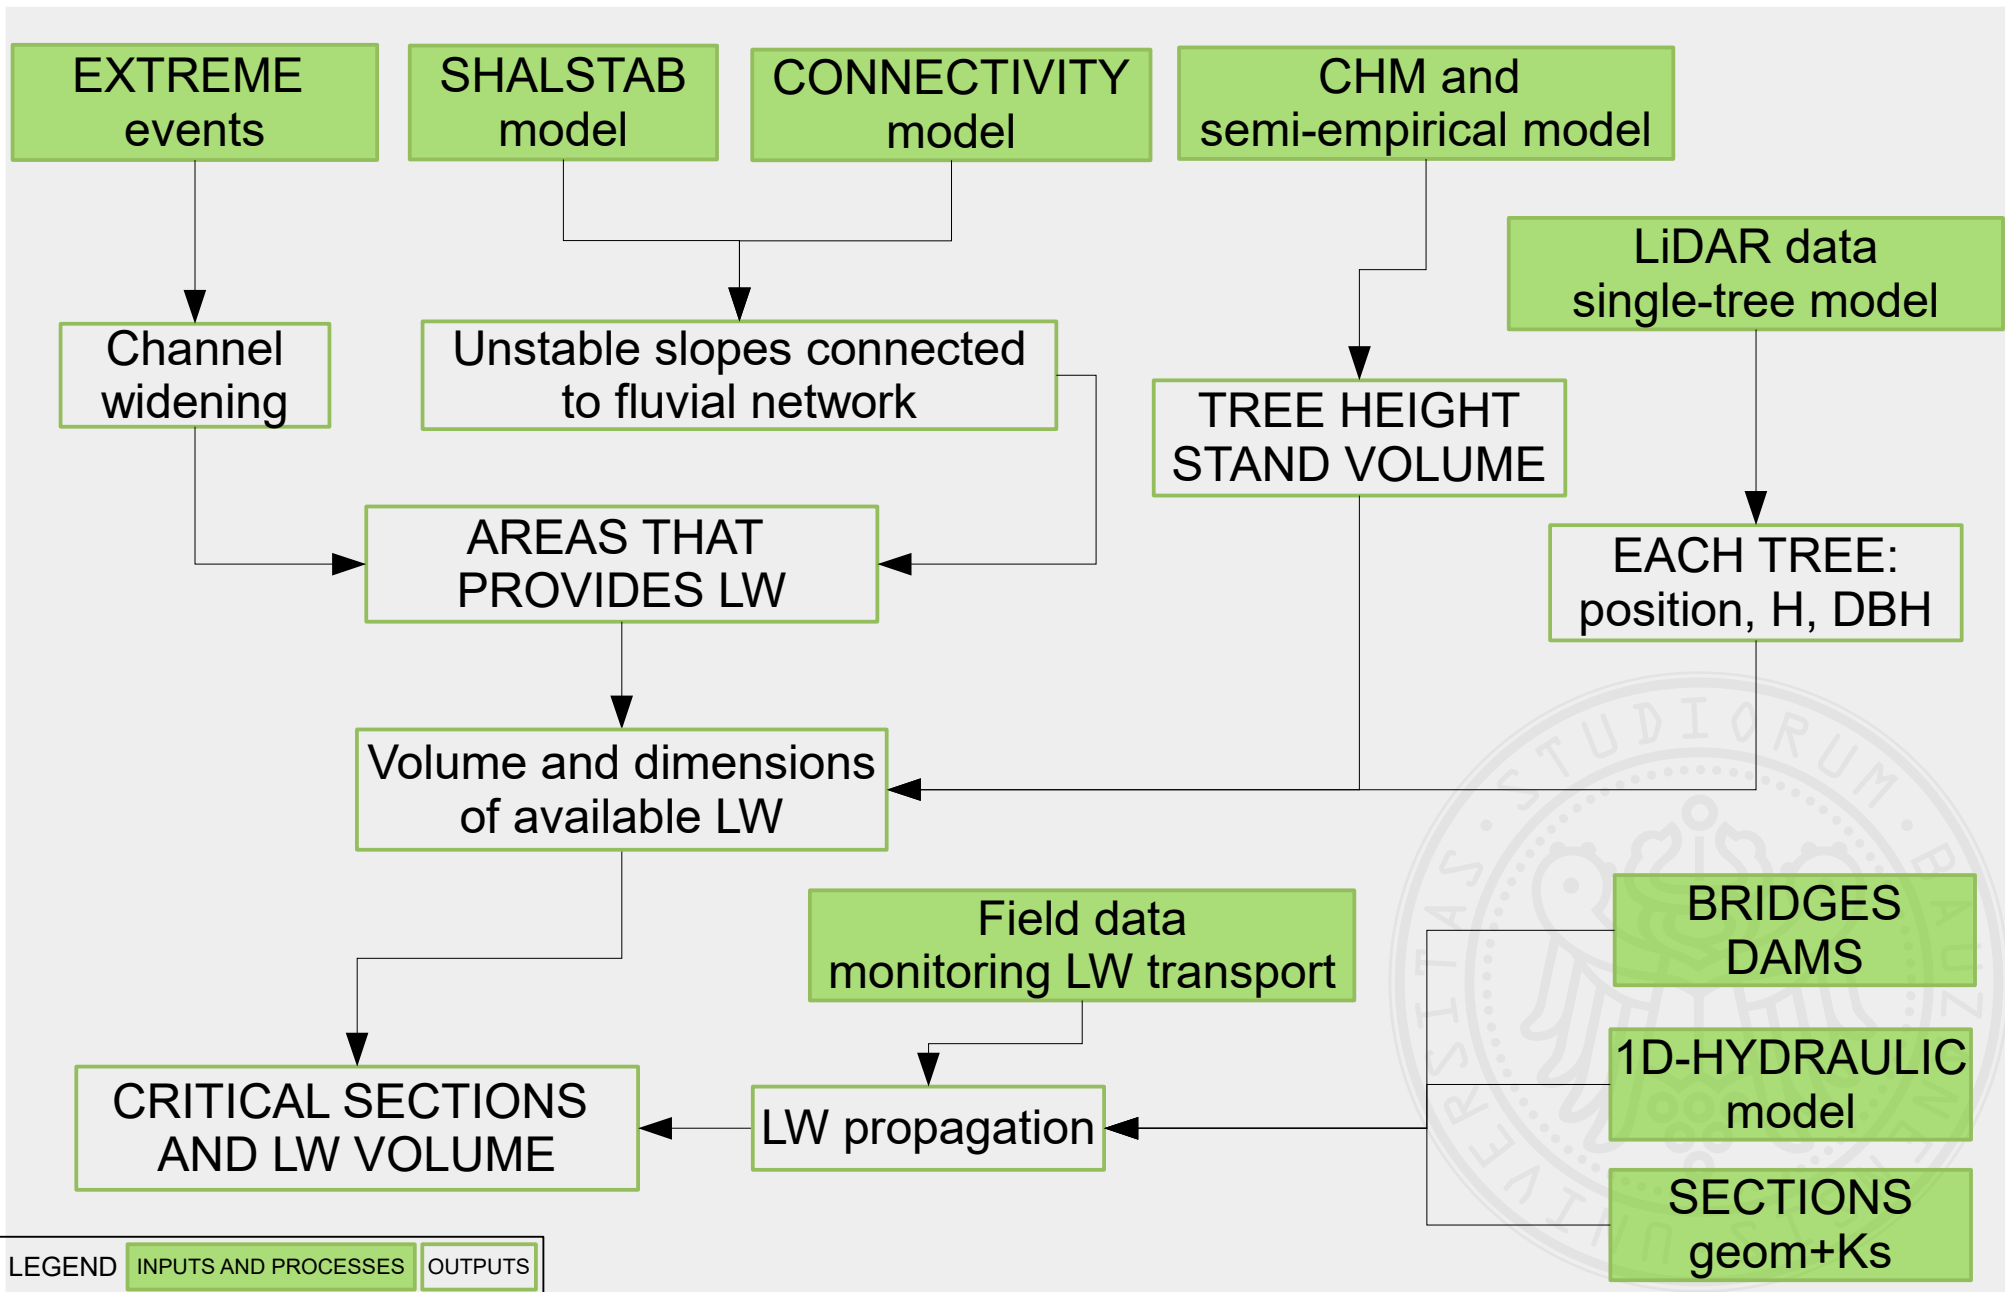 EXTREME
events
SHALSTAB
model
CONNECTIVITY
model
CHM and
semi-empirical model
LiDAR data
single-tree model
Channel
widening
Unstable slopes connected
to fluvial network
TREE HEIGHT
STAND VOLUME
AREAS THAT
PROVIDES LW
EACH TREE:
position, H, DBH
Volume and dimensions
of available LW
Field data
monitoring LW transport
BRIDGES
DAMS
1D-HYDRAULIC
model
SECTIONS
geom+Ks
CRITICAL SECTIONS
AND LW VOLUME
LW propagation
LEGEND INPUTS AND PROCESSES OUTPUTS
STUDIORUM
UNIVERSITAS